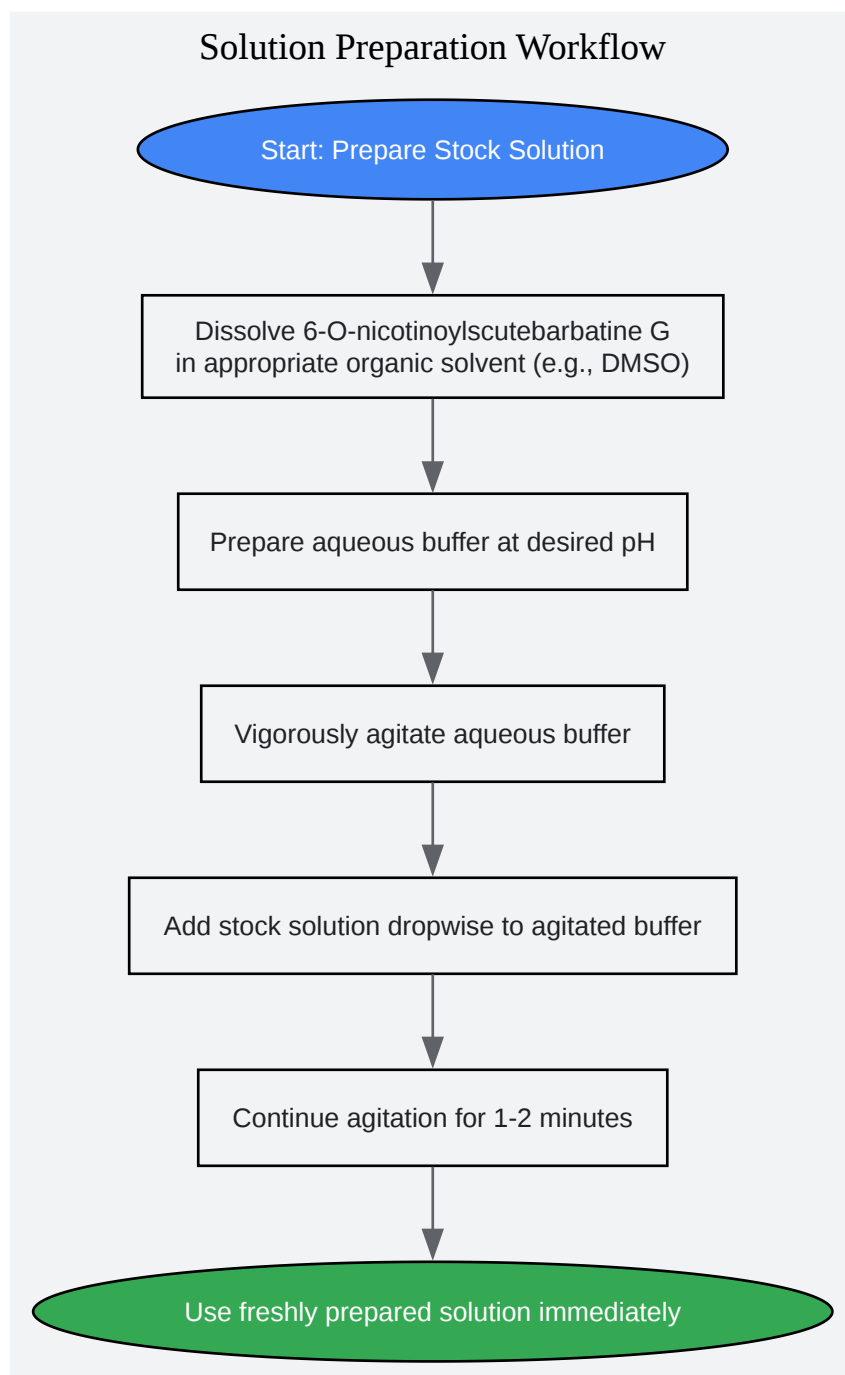 Solution Preparation Workflow
Start: Prepare Stock Solution
Dissolve 6-O-nicotinoylscutebarbatine G
in appropriate organic solvent (e.g., DMSO)
Prepare aqueous buffer at desired pH
Vigorously agitate aqueous buffer
Add stock solution dropwise to agitated buffer
Continue agitation for 1-2 minutes
Use freshly prepared solution immediately